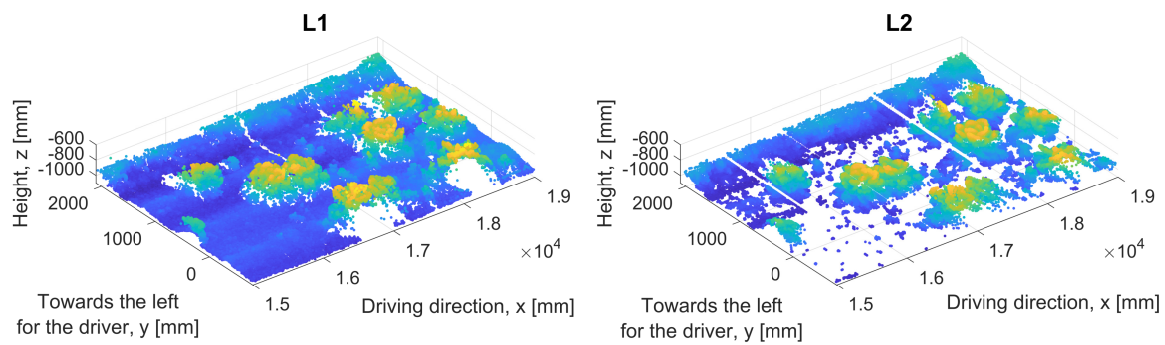 L1
Height, z [mm]
-600
-800
-1000
2000
1000
0
Towards the left
for the driver, y [mm]
1.5
1.6
1.7
1.8
1.9
×10⁴
Driving direction, x [mm]
L2
Height, z [mm]
-600
-800
-1000
2000
1000
0
Towards the left
for the driver, y [mm]
1.5
1.6
1.7
1.8
1.9
×10⁴
Driving direction, x [mm]